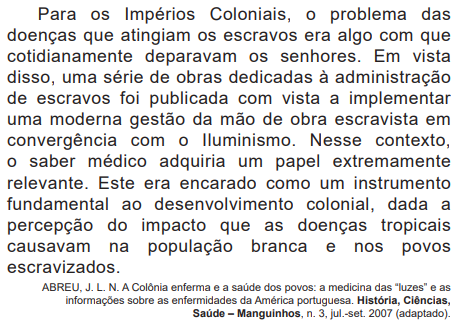 Para os Impérios Coloniais, o problema das
doenças que atingiam os escravos era algo com que
cotidianamente deparavam os senhores. Em vista
disso, uma série de obras dedicadas à administração
de escravos foi publicada com vista a implementar
uma moderna gestão da mão de obra escravista em
convergência com o Iluminismo. Nesse contexto,
o saber médico adquiria um papel extremamente
relevante. Este era encarado como um instrumento
fundamental ao desenvolvimento colonial, dada a
percepção do impacto que as doenças tropicais
causavam na população branca e nos povos
escravizados.
ABREU, J. L. N. A Colônia enferma e a saúde dos povos: a medicina das “luzes” e as
informações sobre as enfermidades da América portuguesa. História, Ciências,
Saúde – Manguinhos, n. 3, jul.-set. 2007 (adaptado).